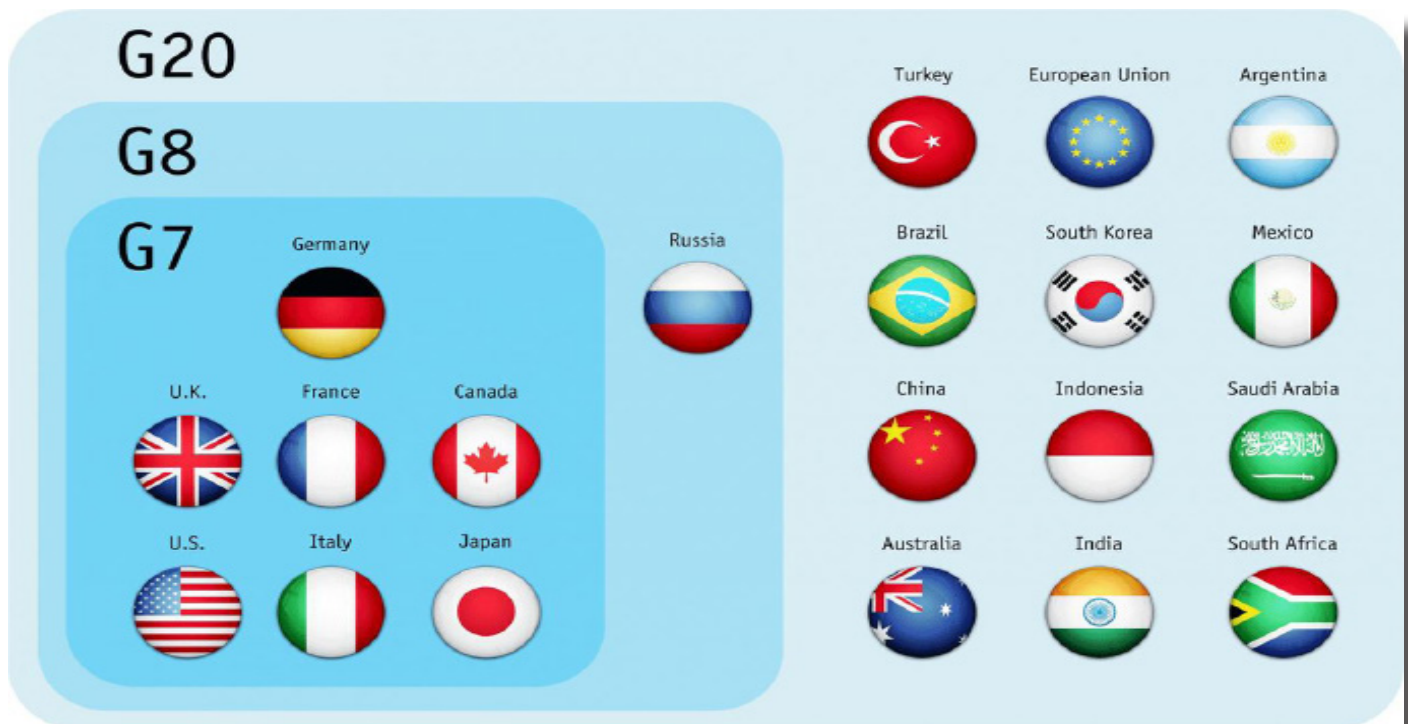 G20
Turkey European Union Argentina
G8
G7
Germany Russia Brazil South Korea Mexico
U.K. France Canada China Indonesia Saudi Arabia
U.S. Italy Japan Australia India South Africa